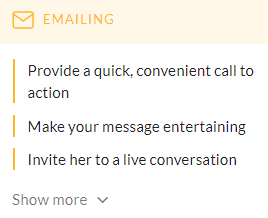 EMAILING
Provide a quick, convenient call to
action
Make your message entertaining
Invite her to a live conversation
Show more